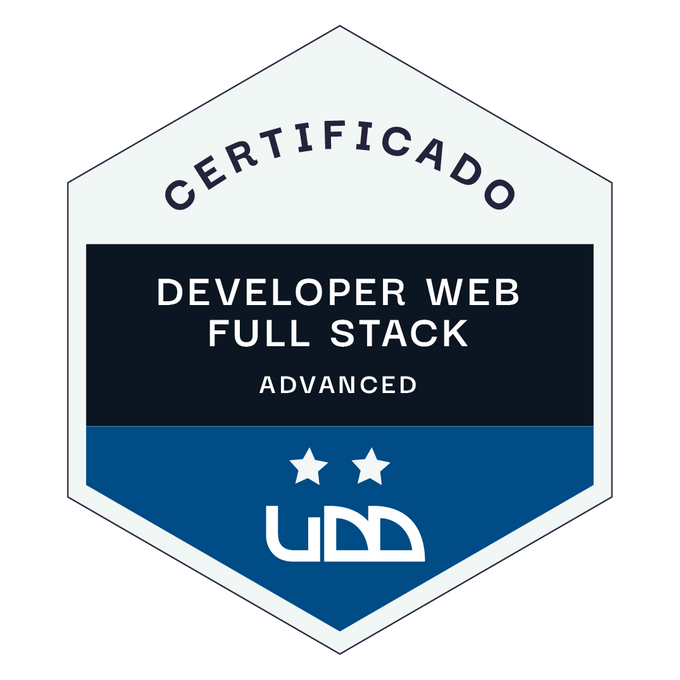 CERTIFICADO
DEVELOPER WEB
FULL STACK
ADVANCED
UDD